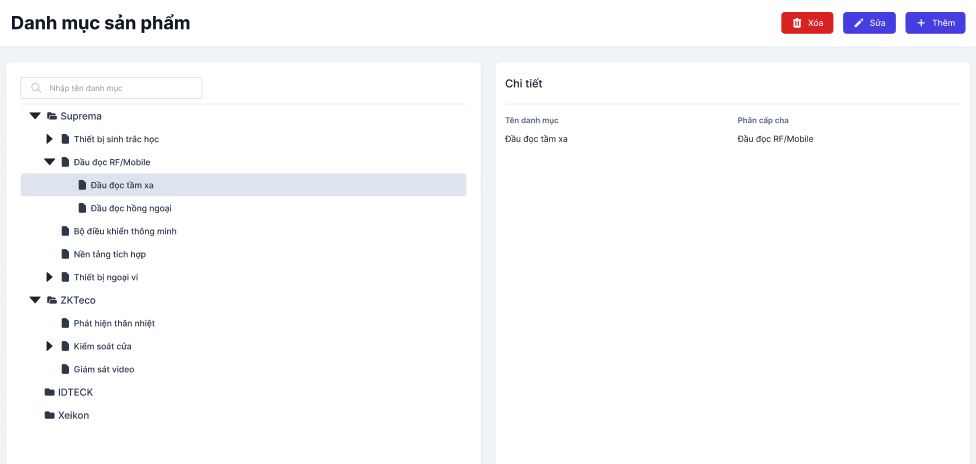 Danh mục sản phẩm
Xóa
Sửa
Thêm
Nhập tên danh mục
Suprema
Thiết bị sinh trắc học
Đầu đọc RF/Mobile
Đầu đọc tầm xa
Đầu đọc hồng ngoại
Bộ điều khiển thông minh
Nền tảng tích hợp
Thiết bị ngoại vi
ZKTeco
Phát hiện thân nhiệt
Kiểm soát cửa
Giám sát video
IDTECK
Xeikon
Chi tiết
Tên danh mục
Phân cấp cha
Đầu đọc tầm xa
Đầu đọc RF/Mobile